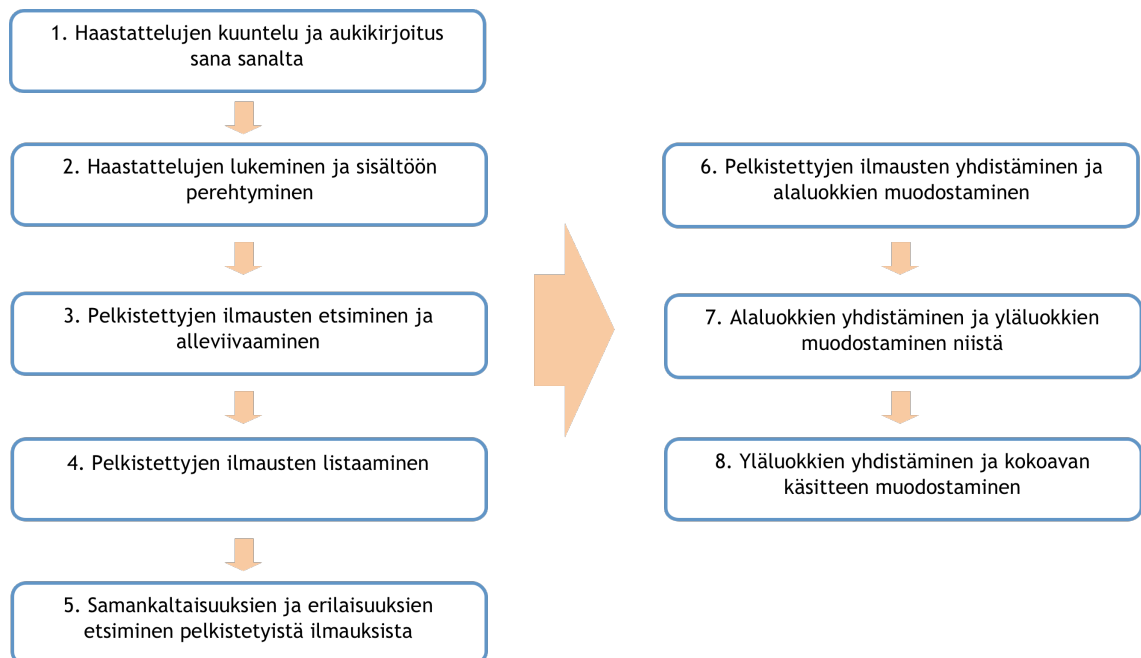 1. Haastattelujen kuuntelu ja aukikirjoitus
sana sanalta
2. Haastattelujen lukeminen ja sisältöön
perehtyminen
3. Pelkistettyjen ilmausten etsiminen ja
alleviivaaminen
4. Pelkistettyjen ilmausten listaaminen
5. Samankaltaisuuksien ja erilaisuuksien
etsiminen pelkistetyistä ilmauksista
6. Pelkistettyjen ilmausten yhdistäminen ja
alaluokkien muodostaminen
7. Alaluokkien yhdistäminen ja yläluokkien
muodostaminen niistä
8. Yläluokkien yhdistäminen ja kokoavan
käsitteen muodostaminen